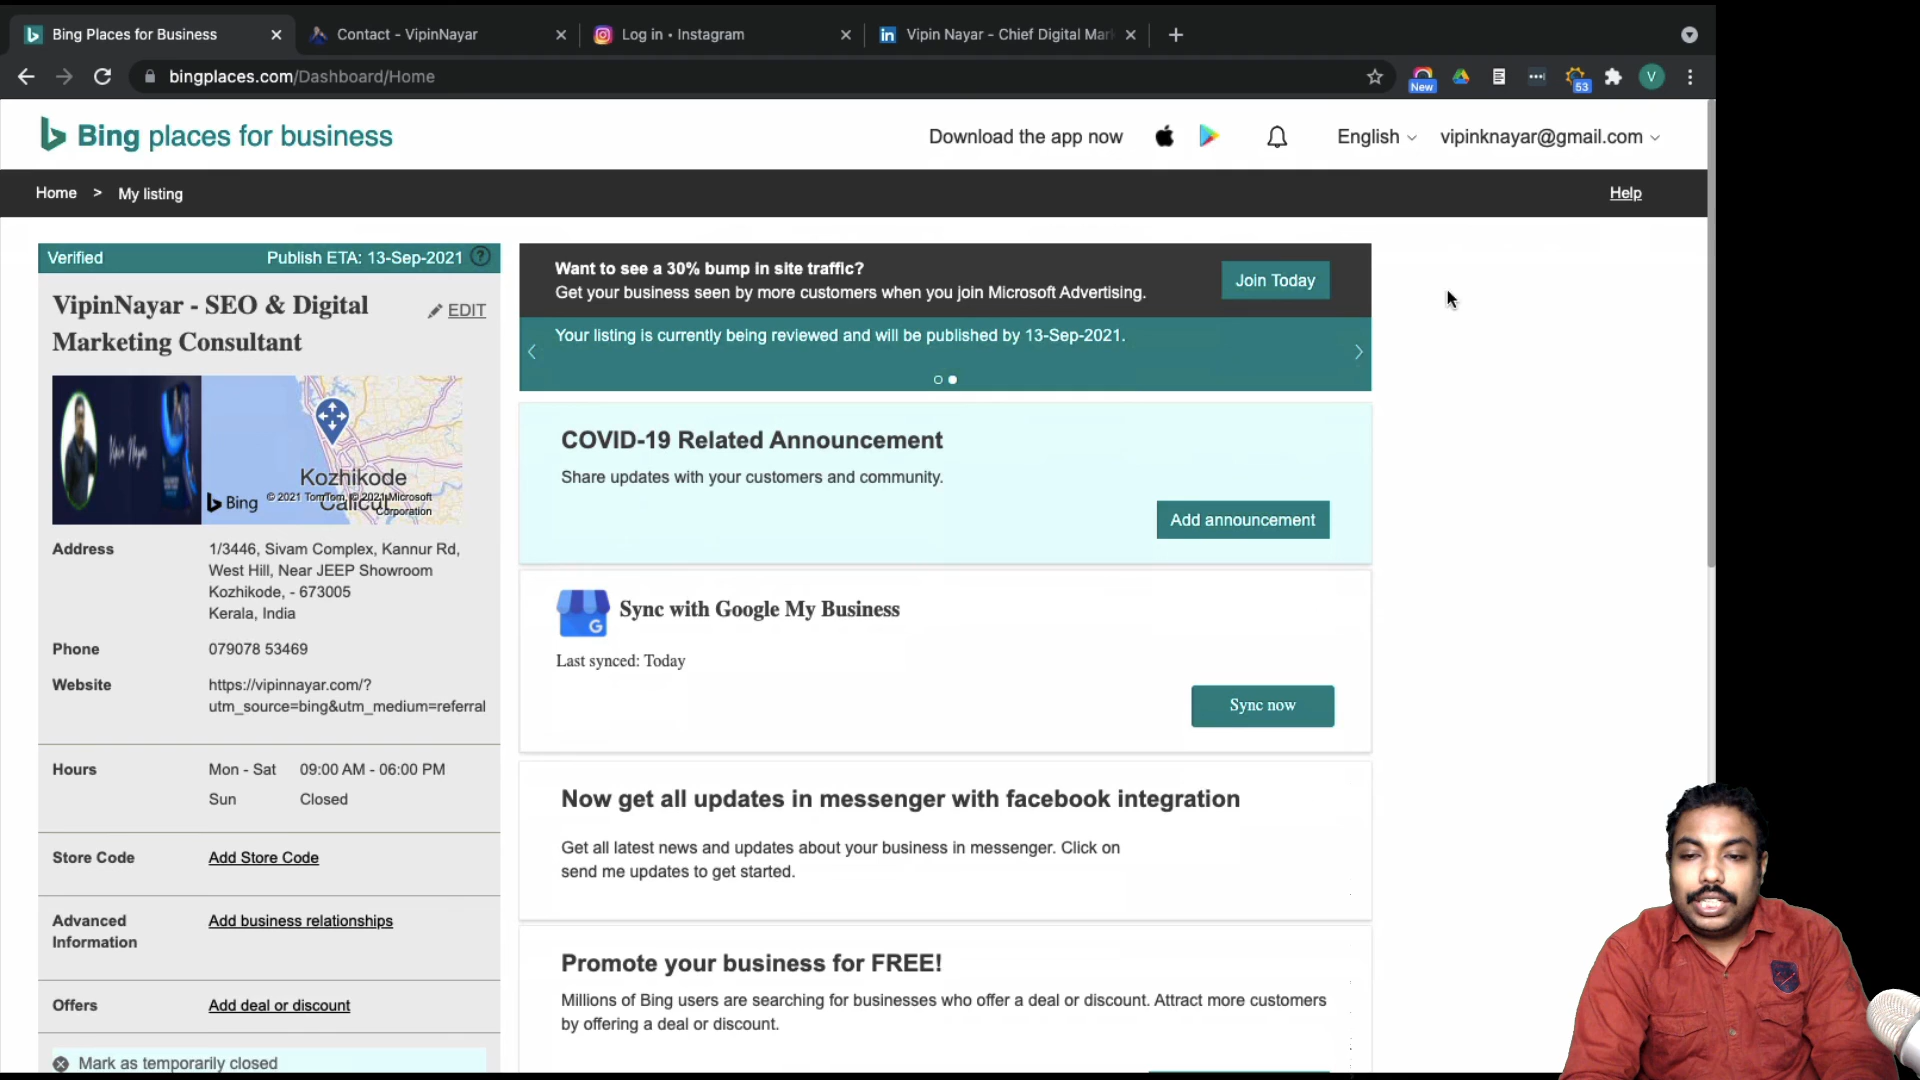 Bing Places for Business
Contact - VipinNayar
Log in • Instagram
Vipin Nayar - Chief Digital Mar
bingplaces.com/Dashboard/Home
New
53
V
Bing places for business
Download the app now
English
vipinknayar@gmail.com
Home > My listing
Help
Verified
Publish ETA: 13-Sep-2021
?
VipinNayar - SEO & Digital
Marketing Consultant
EDIT
Vipin Nayar
Kozhikode
Calicut
Bing
© 2021 TomTom, © 2021 Microsoft
Corporation
Address
1/3446, Sivam Complex, Kannur Rd,
West Hill, Near JEEP Showroom
Kozhikode, - 673005
Kerala, India
Phone
079078 53469
Website
https://vipinnayar.com/?
utm_source=bing&utm_medium=referral
Hours
Mon - Sat 09:00 AM - 06:00 PM
Sun Closed
Store Code
Add Store Code
Advanced
Information
Add business relationships
Offers
Add deal or discount
Mark as temporarily closed
Want to see a 30% bump in site traffic?
Get your business seen by more customers when you join Microsoft Advertising.
Join Today
Your listing is currently being reviewed and will be published by 13-Sep-2021.
COVID-19 Related Announcement
Share updates with your customers and community.
Add announcement
G
Sync with Google My Business
Last synced: Today
Sync now
Now get all updates in messenger with facebook integration
Get all latest news and updates about your business in messenger. Click on
send me updates to get started.
Promote your business for FREE!
Millions of Bing users are searching for businesses who offer a deal or discount. Attract more customers
by offering a deal or discount.